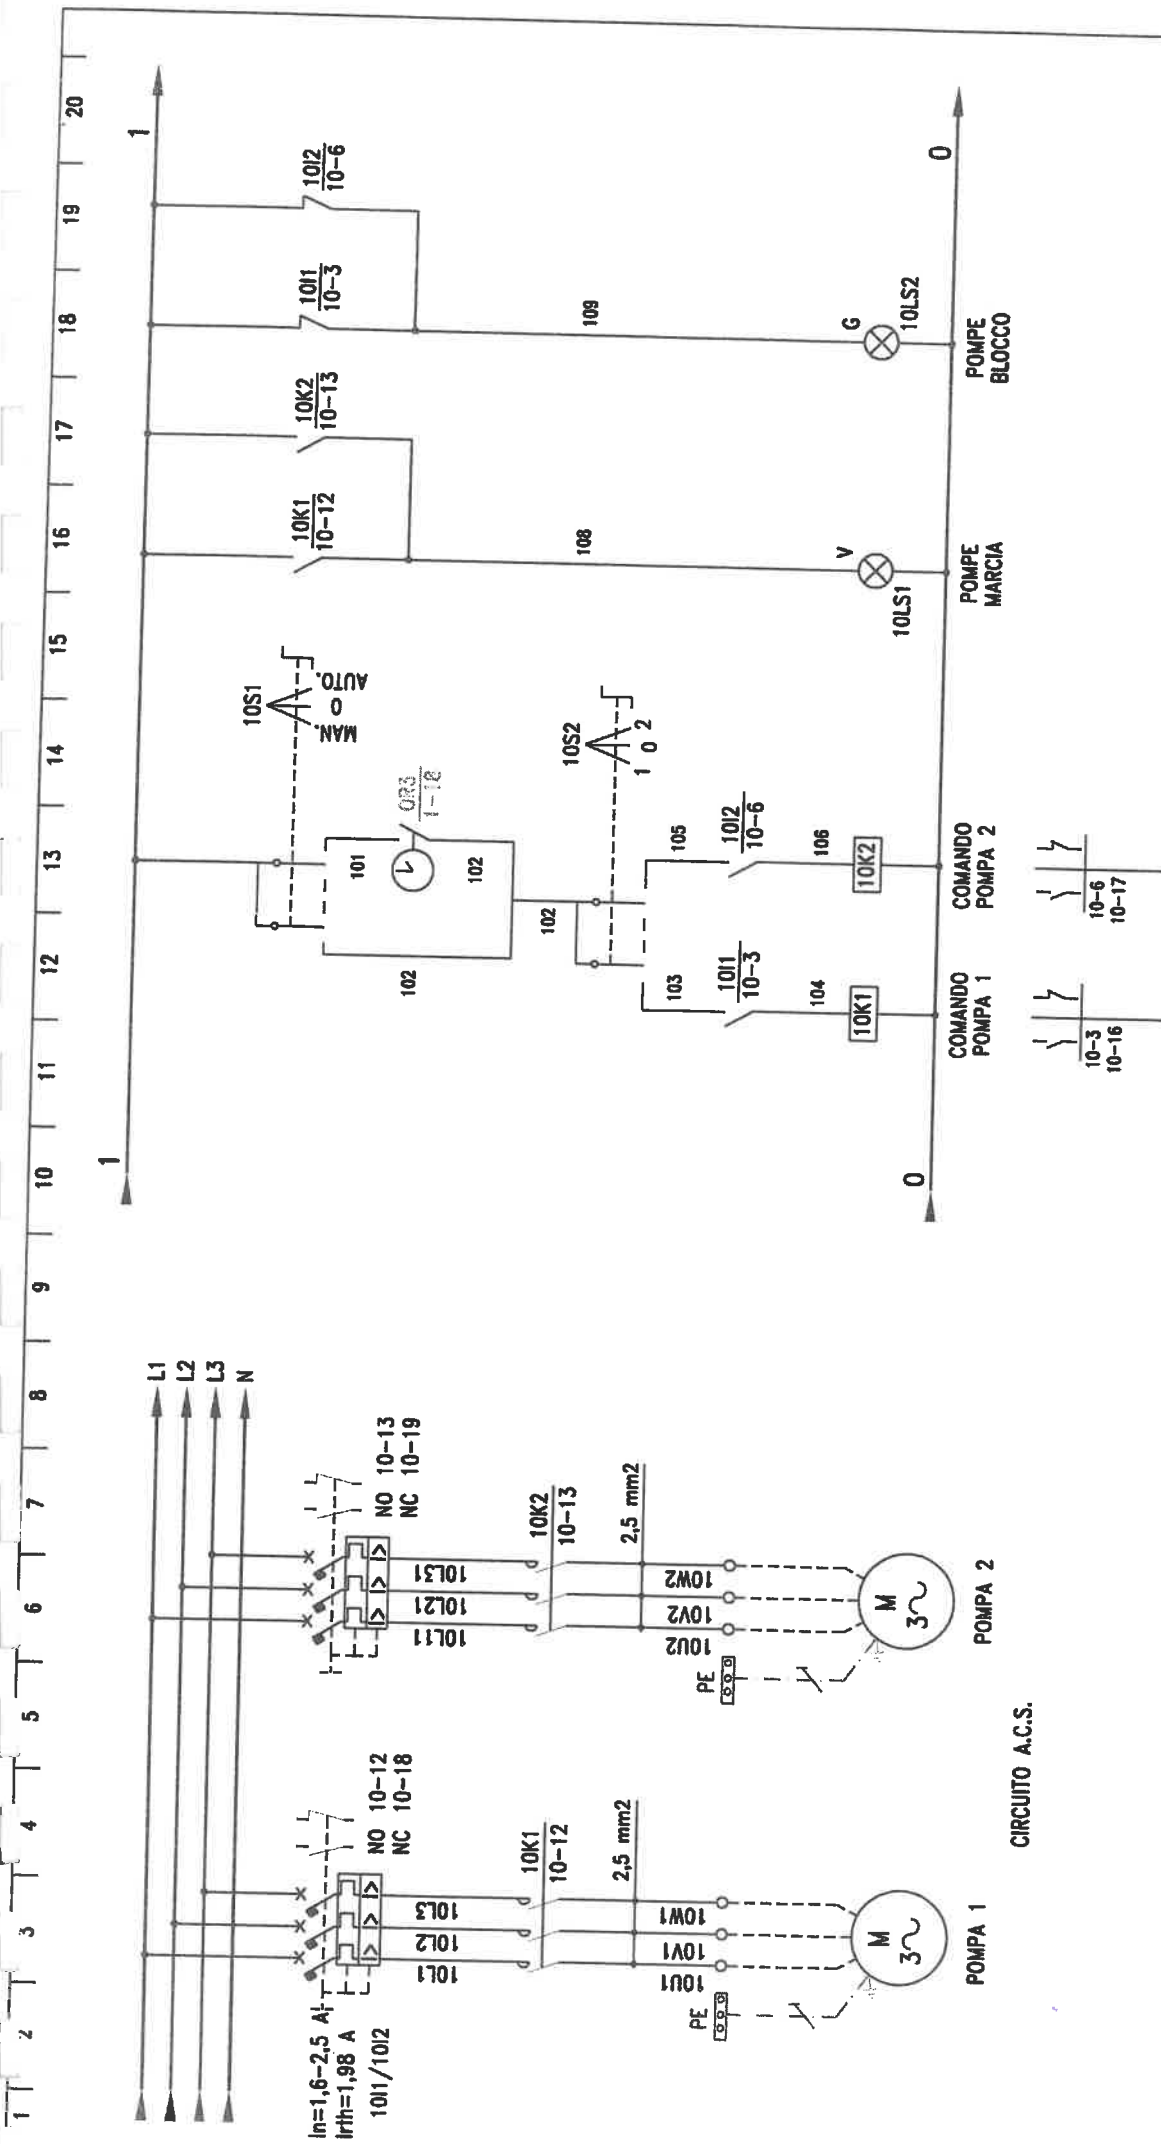 1 2 3 4 5 6 7 8 9 10 11 12 13 14 15 16 17 18 19 20
L1
L2
L3
N
In=1,6-2,5 A
Irth=1,98 A
10I1/10I2
NO 10-12
NC 10-18
10L1
10L2
10L3
10K1
10-12
2,5 mm2
10U1
10V1
10W1
PE
M
3
POMPA 1
NO 10-13
NC 10-19
10L11
10L21
10L31
10K2
10-13
2,5 mm2
10U2
10V2
10W2
PE
M
3
POMPA 2
CIRCUITO A.C.S.
1
1
10S1
MAN.
0
AUTO.
101
0R3
1-18
102
102
102
10S2
1 0 2
103
10I1
10-3
104
10K1
105
10I2
10-6
106
10K2
10K1
10-12
10K2
10-13
108
V
10LS1
10I1
10-3
10I2
10-6
109
G
10LS2
0
0
COMANDO
POMPA 1
COMANDO
POMPA 2
POMPE
MARCIA
POMPE
BLOCCO
10-3
10-16
10-6
10-17